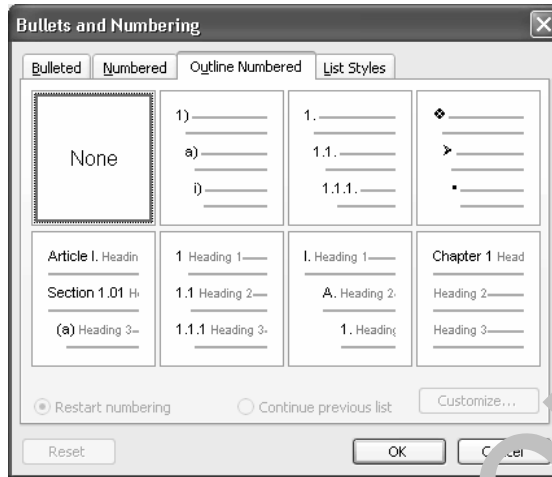 Bullets and Numbering
Bulleted Numbered Outline Numbered List Styles
None
1)
a)
i)
1.
1.1.
1.1.1.
Article I. Headin
Section 1.01 H
(a) Heading 3
1 Heading 1
1.1 Heading 2
1.1.1 Heading 3
I. Heading 1
A. Heading 2
1. Heading
Chapter 1 Head
Heading 2
Heading 3
Restart numbering Continue previous list Customize...
Reset OK Cancel